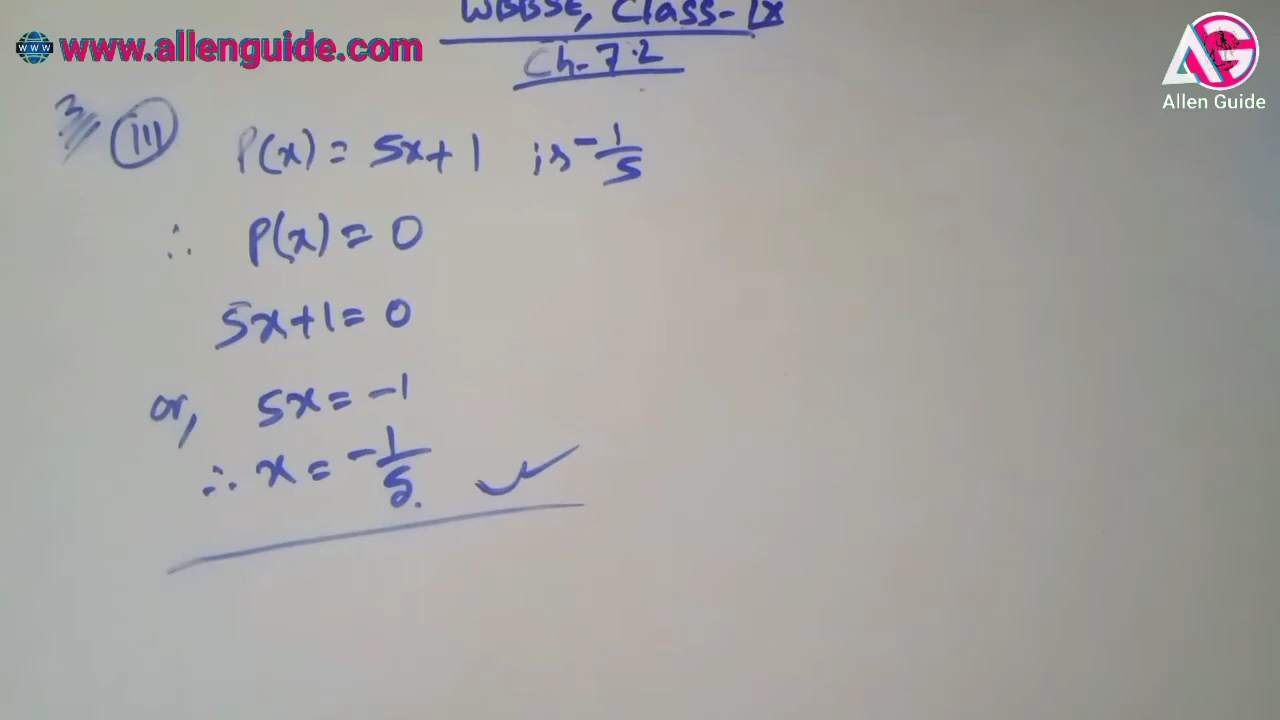 WBBSE, Class-IX
www.allenguide.com
Ch-7.2
Allen Guide
3 (iii) P(x) = 5x+1 is -1/5
∴ P(x) = 0
5x+1 = 0
or, 5x = -1
∴ x = -1/5.